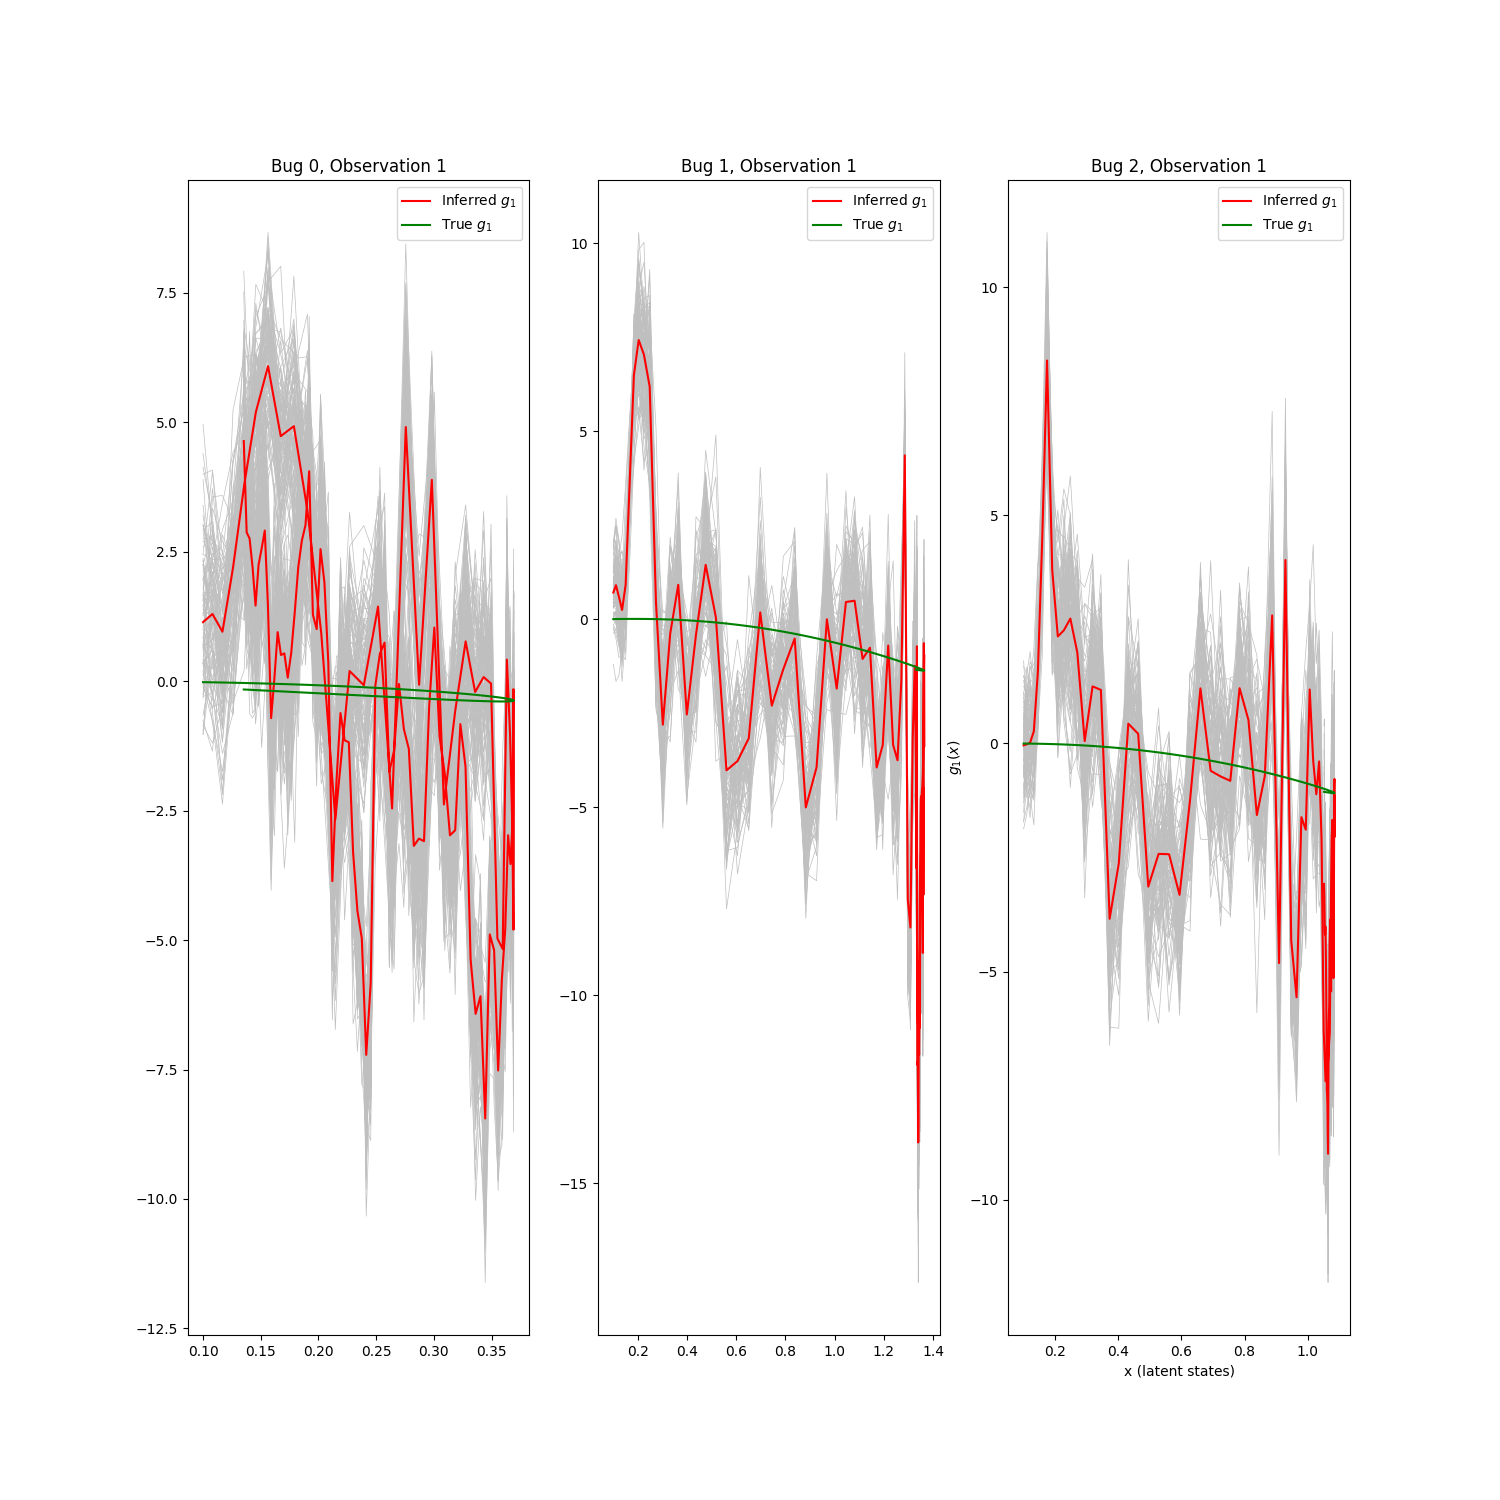 Bug 0, Observation 1
Inferred g₁
True g₁
7.5
5.0
2.5
0.0
−2.5
−5.0
−7.5
−10.0
−12.5
0.10 0.15 0.20 0.25 0.30 0.35
Bug 1, Observation 1
Inferred g₁
True g₁
10
5
0
−5
−10
−15
0.2 0.4 0.6 0.8 1.0 1.2 1.4
Bug 2, Observation 1
Inferred g₁
True g₁
g₁(x)
10
5
0
−5
−10
0.2 0.4 0.6 0.8 1.0
x (latent states)